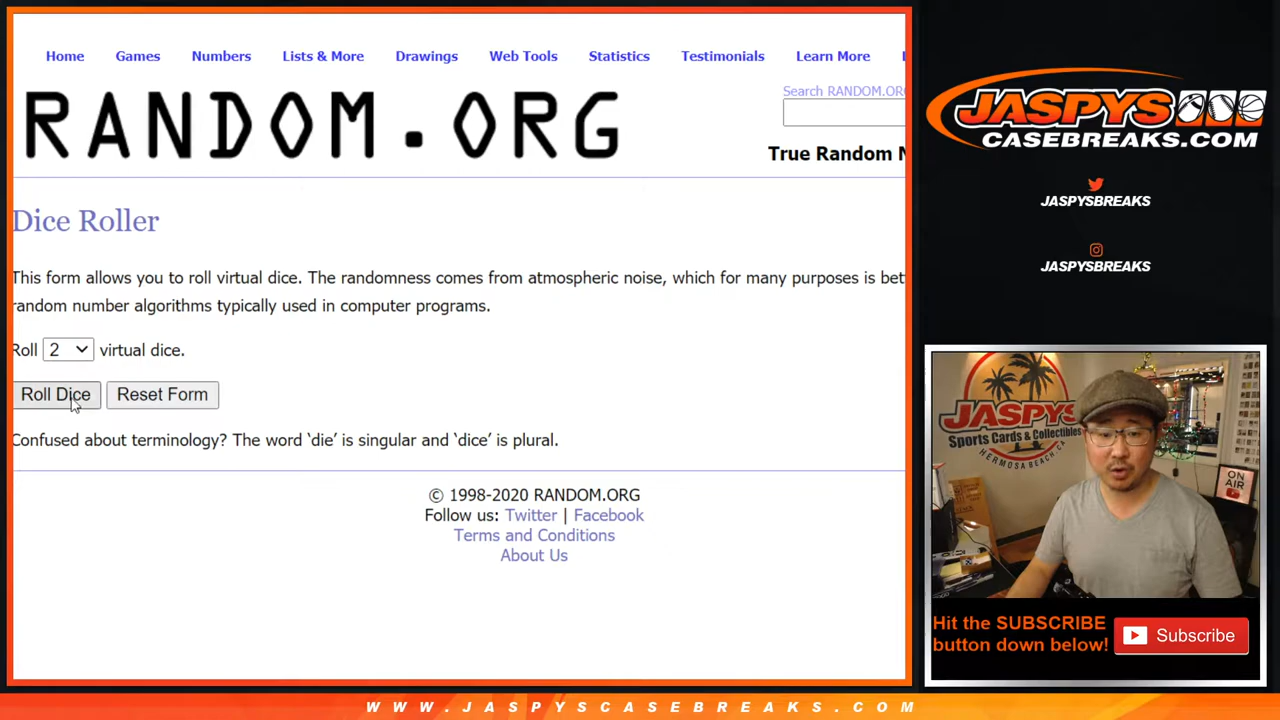 Home Games Numbers Lists & More Drawings Web Tools Statistics Testimonials Learn More
RANDOM.ORG
Search RANDOM.ORG
True Random N
Dice Roller
This form allows you to roll virtual dice. The randomness comes from atmospheric noise, which for many purposes is bet
random number algorithms typically used in computer programs.
Roll 2 virtual dice.
Roll Dice Reset Form
Confused about terminology? The word ‘die’ is singular and ‘dice’ is plural.
© 1998-2020 RANDOM.ORG
Follow us: Twitter | Facebook
Terms and Conditions
About Us
JASPYS
CASEBREAKS.COM
JASPYSBREAKS
JASPYSBREAKS
JASPYS
Sports Cards & Collectibles
HERMOSA BEACH, CA
ON AIR
Hit the SUBSCRIBE
button down below!
Subscribe
WWW.JASPYSCASEBREAKS.COM